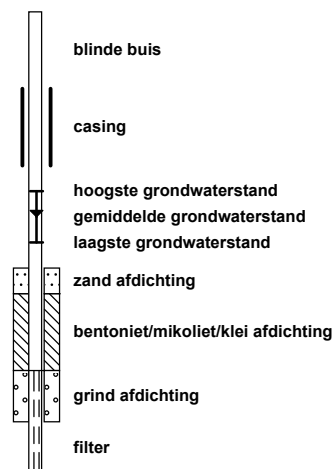 blinde buis
casing
hoogste grondwaterstand
gemiddelde grondwaterstand
laagste grondwaterstand
zand afdichting
bentoniet/mikoliet/klei afdichting
grind afdichting
filter